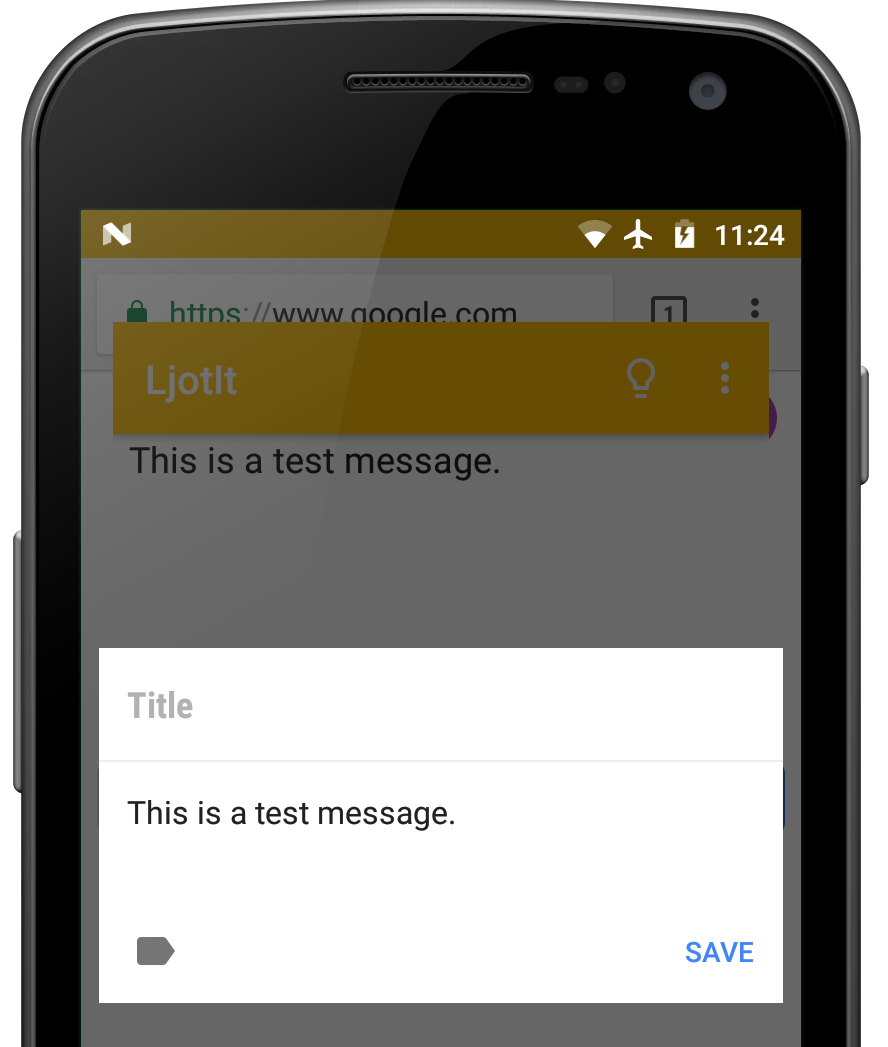 11:24
https://www.google.com
1
LjotIt
This is a test message.
Title
This is a test message.
SAVE